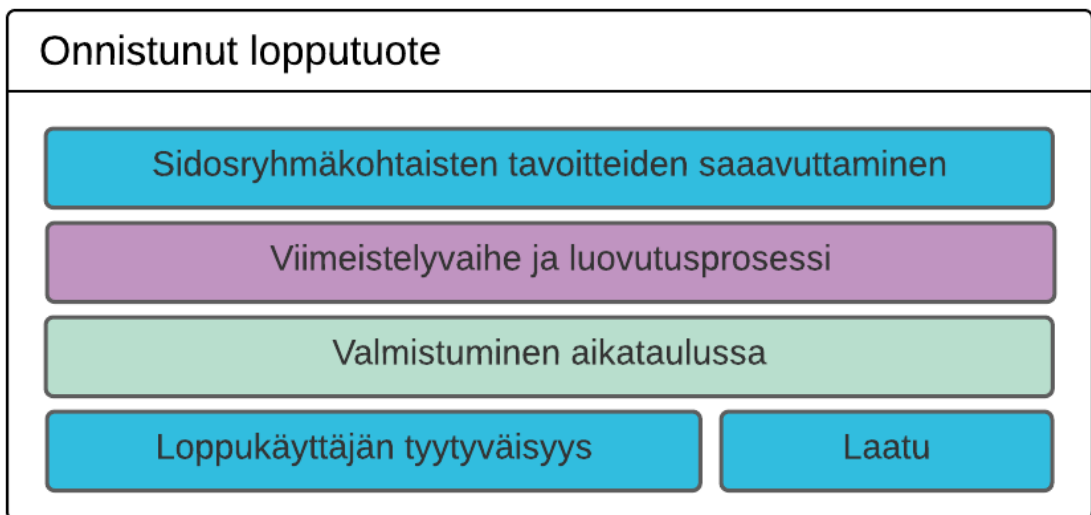 Onnistunut lopputuote
Sidosryhmäkohtaisten tavoitteiden saaavuttaminen
Viimeistelyvaihe ja luovutusprosessi
Valmistuminen aikataulussa
Loppukäyttäjän tyytyväisyys
Laatu